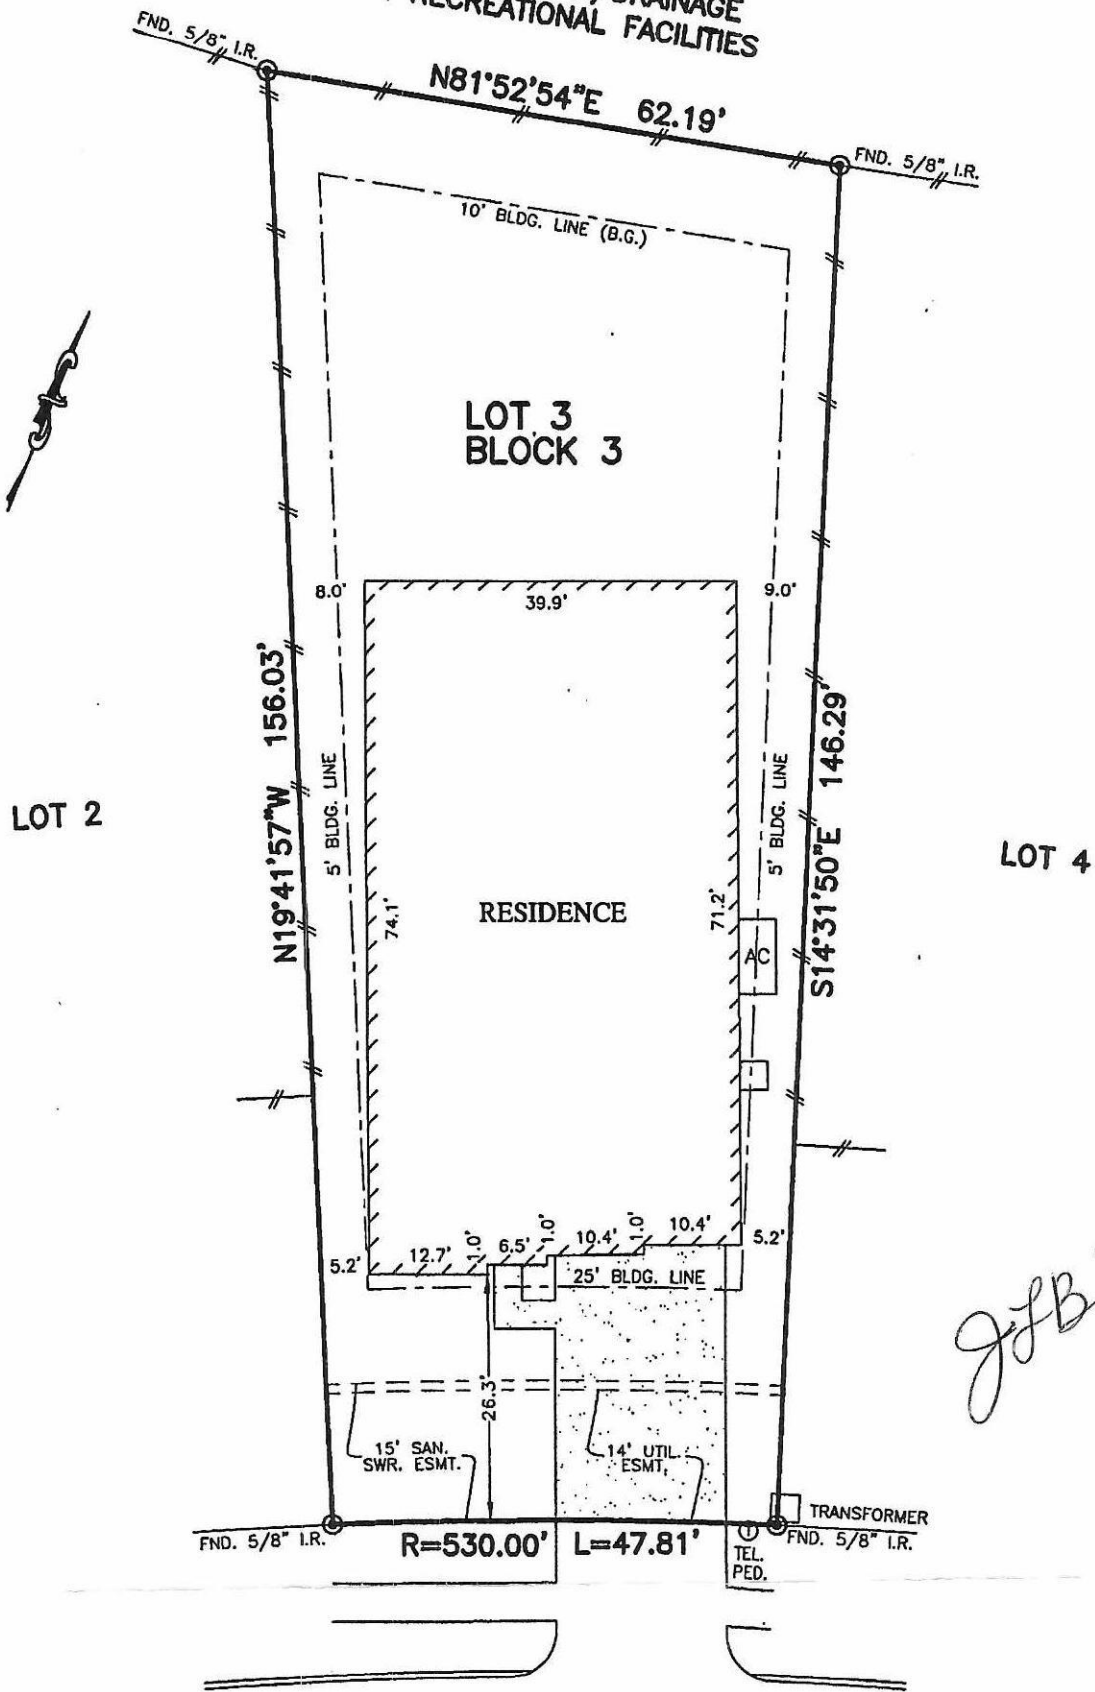 DRAINAGE
RECREATIONAL FACILITIES
FND. 5/8" I.R.
N81°52'54"E 62.19'
FND. 5/8" I.R.
10' BLDG. LINE (B.G.)
LOT 3
BLOCK 3
8.0'
39.9'
9.0'
N19°41'57"W 156.03'
5' BLDG. LINE
74.1'
RESIDENCE
71.2'
AC
5' BLDG. LINE
S14°31'50"E 146.29'
LOT 2
LOT 4
5.2'
12.7'
1.0'
6.5'
1.0'
10.4'
1.0'
10.4'
5.2'
25' BLDG. LINE
26.3'
15' SAN.
SWR. ESMT.
14' UTIL.
ESMT.
JFB
TRANSFORMER
FND. 5/8" I.R.
R=530.00' L=47.81'
TEL.
PED.
FND. 5/8" I.R.